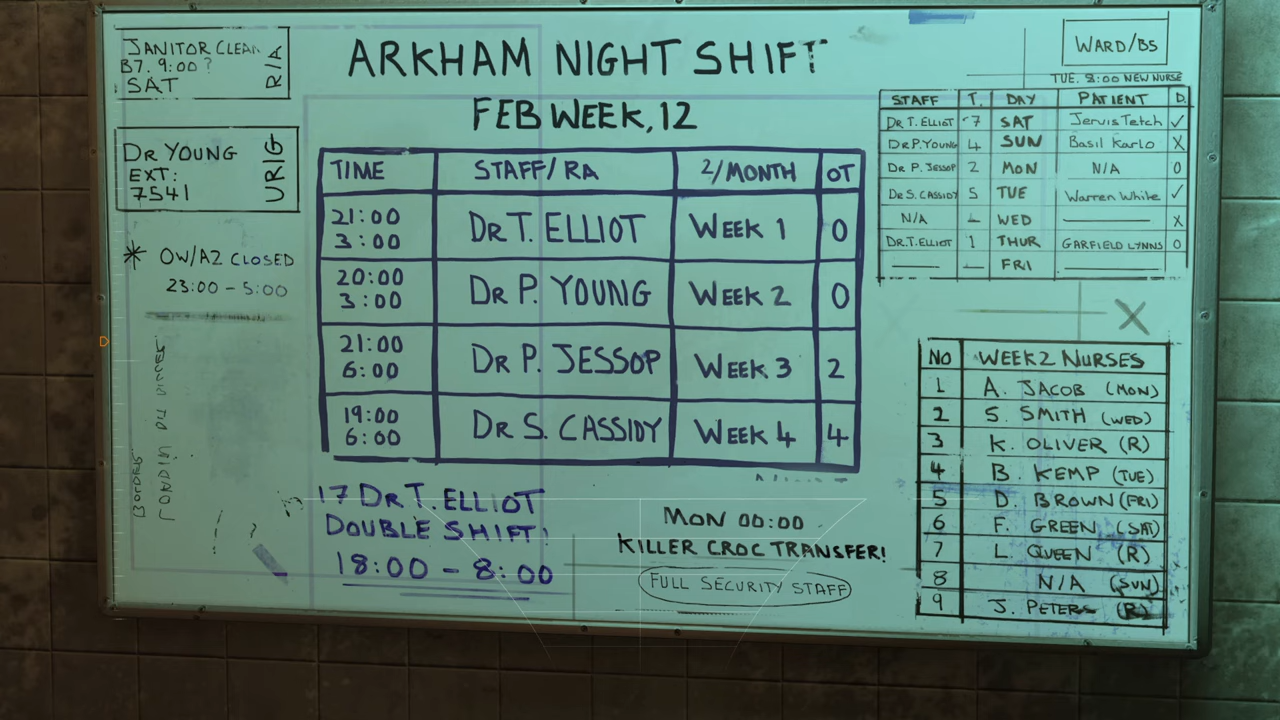 JANITOR CLEAN
B7. 9:00?
SAT
R/A
DR YOUNG
EXT:
7541
URIG
* OW/A2 CLOSED
23:00 - 5:00
ARKHAM NIGHT SHIFT
FEB WEEK, 12
TIME STAFF/RA 2/MONTH OT
21:00 3:00 DR T. ELLIOT WEEK 1 0
20:00 3:00 DR P. YOUNG WEEK 2 0
21:00 6:00 DR P. JESSOP WEEK 3 2
19:00 6:00 DR S. CASSIDY WEEK 4 4
17 DR T. ELLIOT
DOUBLE SHIFT!
18:00 - 8:00
MON 00:00
KILLER CROC TRANSFER!
FULL SECURITY STAFF
WARD/BS
TUE. 8:00 NEW NURSE
STAFF T. DAY PATIENT D.
DR T. ELLIOT 7 SAT Jervis Tetch ✓
DR P. YOUNG 4 SUN Basil Karlo X
DR P. JESSOP 2 MON N/A 0
DR S. CASSIDY 5 TUE Warren White ✓
N/A WED X
DR. T. ELLIOT 1 THUR GARFIELD LYNNS 0
FRI
X
NO WEEK 2 NURSES
1 A. JACOB (MON)
2 S. SMITH (WED)
3 K. OLIVER (R)
4 B. KEMP (TUE)
5 D. BROWN (FRI)
6 F. GREEN (SAT)
7 L. QUEEN (R)
8 N/A (SUN)
9 J. PETERS (R)